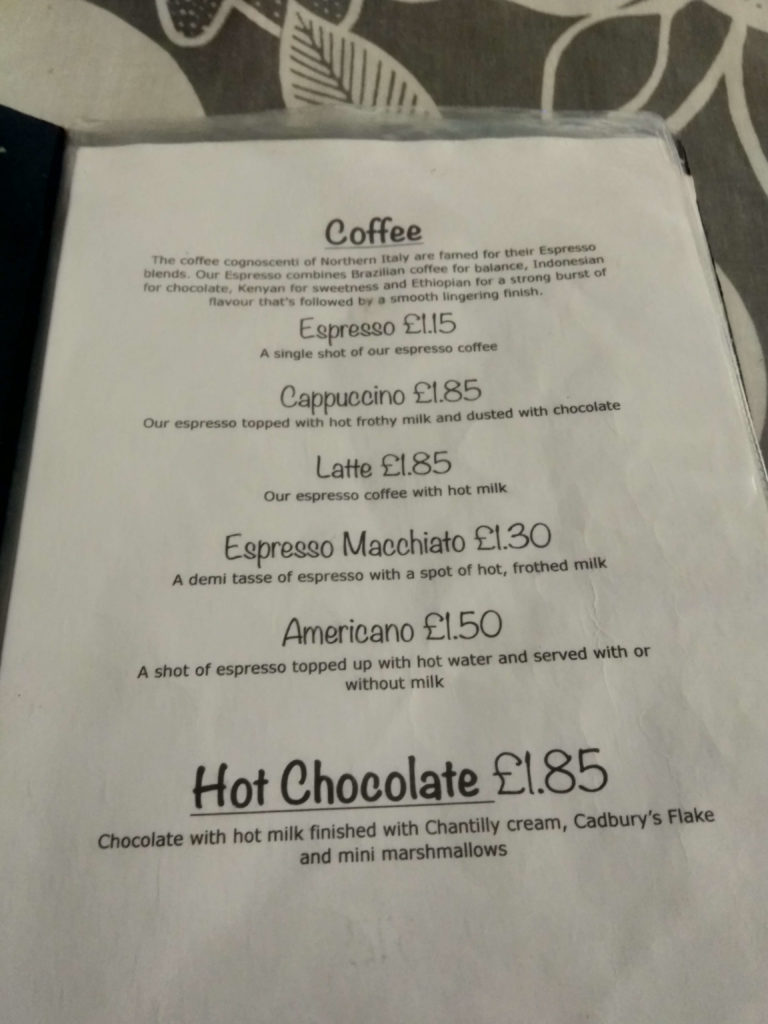 Coffee
The coffee cognoscenti of Northern Italy are famed for their Espresso
blends. Our Espresso combines Brazilian coffee for balance, Indonesian
for chocolate, Kenyan for sweetness and Ethiopian for a strong burst of
flavour that's followed by a smooth lingering finish.
Espresso £1.15
A single shot of our espresso coffee
Cappuccino £1.85
Our espresso topped with hot frothy milk and dusted with chocolate
Latte £1.85
Our espresso coffee with hot milk
Espresso Macchiato £1.30
A demi tasse of espresso with a spot of hot, frothed milk
Americano £1.50
A shot of espresso topped up with hot water and served with or
without milk
Hot Chocolate £1.85
Chocolate with hot milk finished with Chantilly cream, Cadbury's Flake
and mini marshmallows